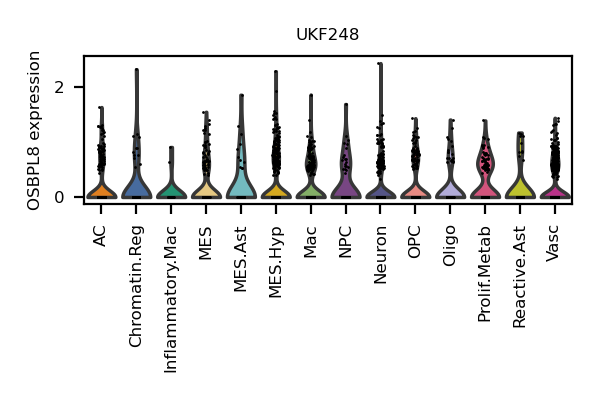 UKF248
OSBPL8 expression
2
0
AC
Chromatin.Reg
Inflammatory.Mac
MES
MES.Ast
MES.Hyp
Mac
NPC
Neuron
OPC
Oligo
Prolif.Metab
Reactive.Ast
Vasc